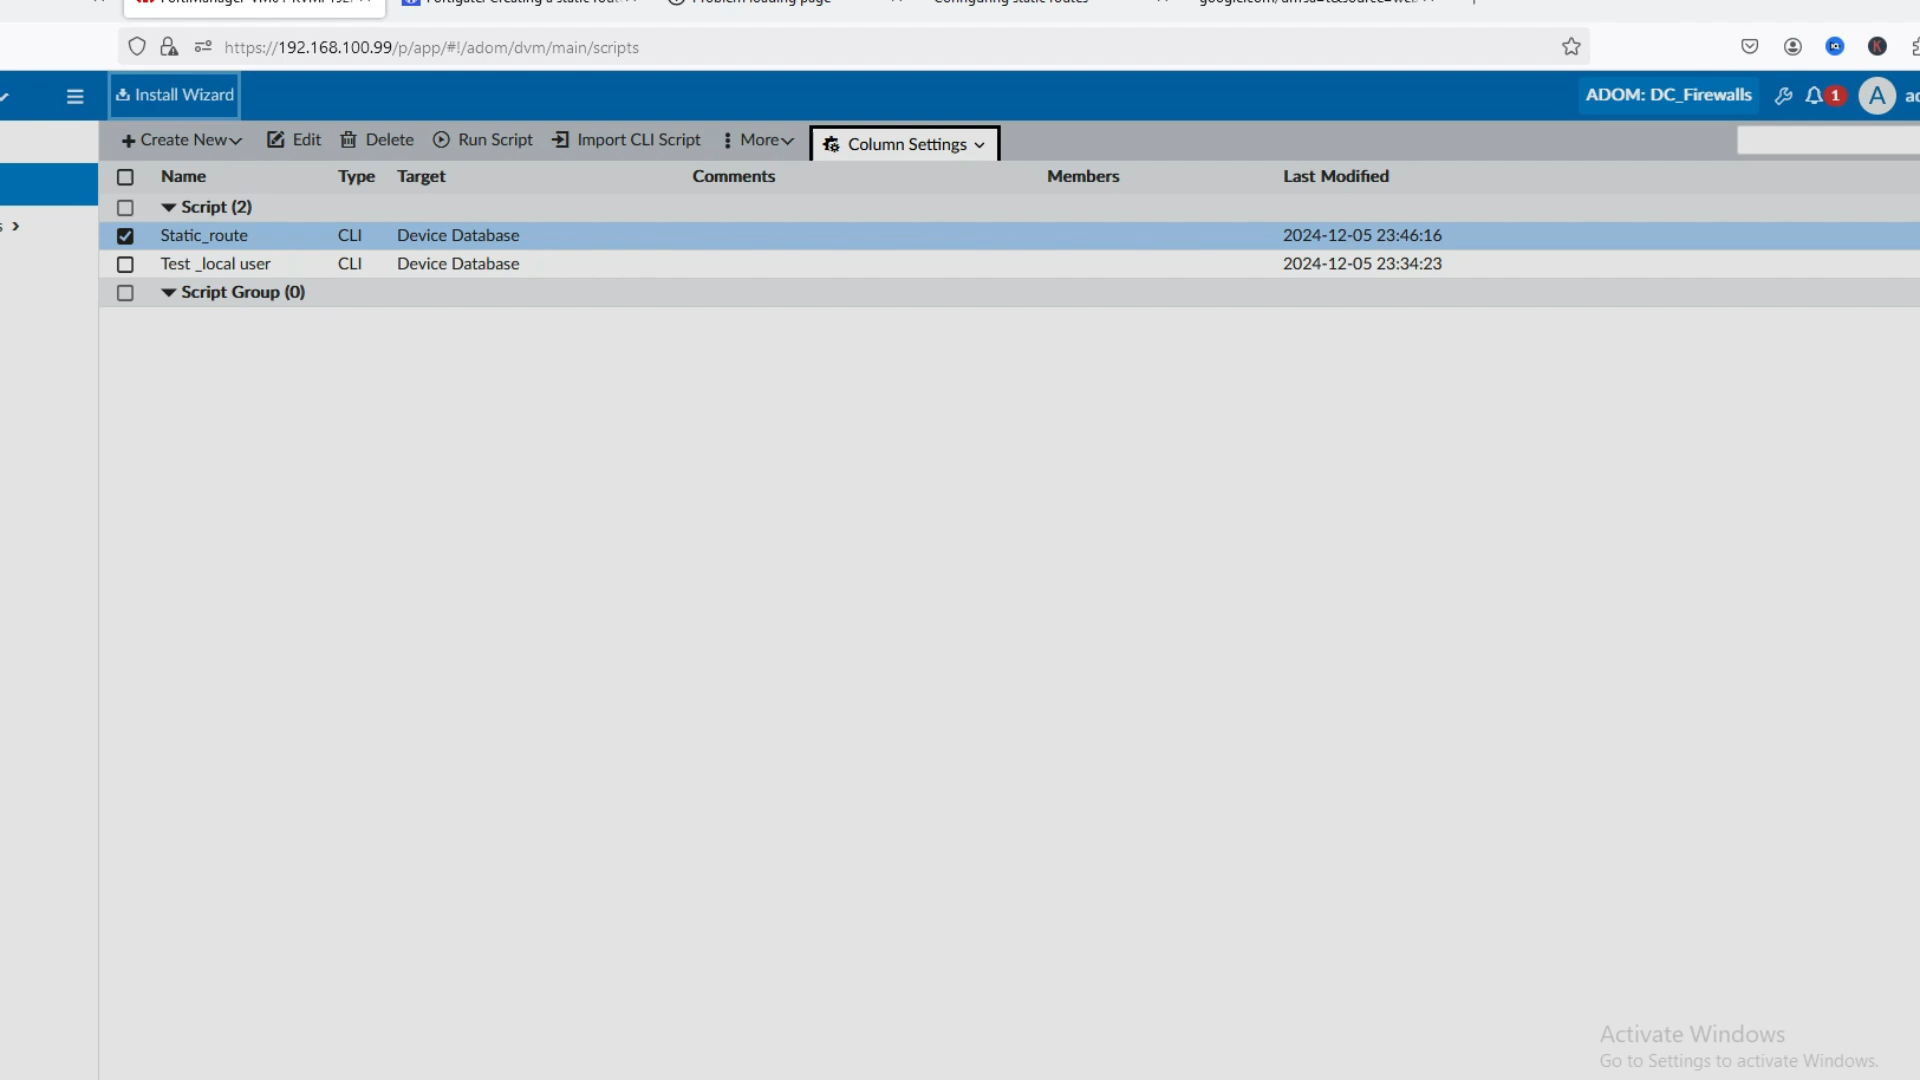 https://192.168.100.99/p/app/#!/adom/dvm/main/scripts
Install Wizard
ADOM: DC_Firewalls
1
A
Create New
Edit
Delete
Run Script
Import CLI Script
More
Column Settings
Name Type Target Comments Members Last Modified
Script (2)
Static_route CLI Device Database 2024-12-05 23:46:16
Test _local user CLI Device Database 2024-12-05 23:34:23
Script Group (0)
Activate Windows
Go to Settings to activate Windows.